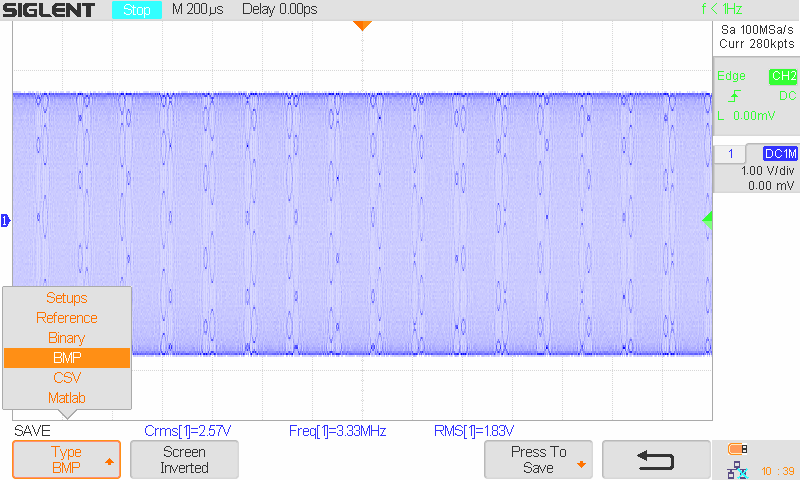 SIGLENT Stop M 200µs Delay 0.00ps f < 1Hz
Sa 100MSa/s
Curr 280kpts
Edge CH2
DC
L 0.00mV
1 DC1M
1.00 V/div
0.00 mV
1
Setups
Reference
Binary
BMP
CSV
Matlab
SAVE Crms[1]=2.57V Freq[1]=3.33MHz RMS[1]=1.83V
Type
BMP
Screen
Inverted
Press To
Save
10:39